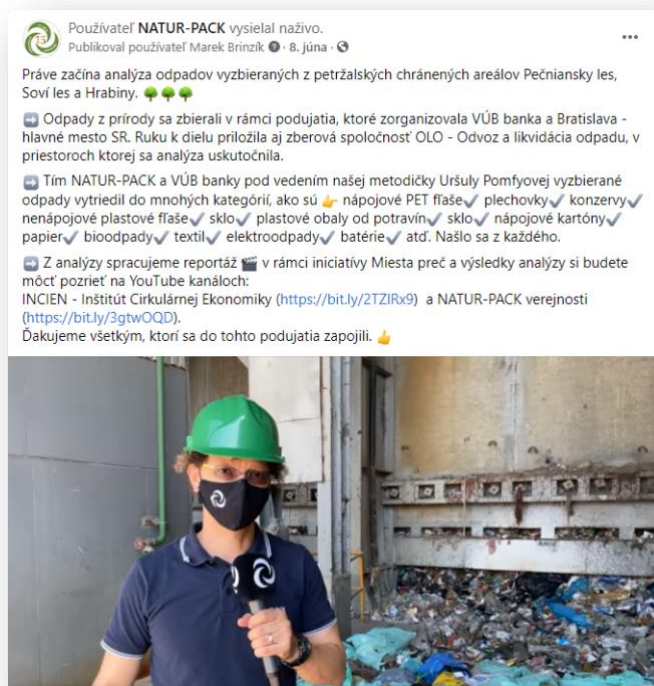 Používateľ NATUR-PACK vysielal naživo.
Publikoval používateľ Marek Brinzík · 8. júna ·
Práve začína analýza odpadov vyzbieraných z petržalských chránených areálov Pečniansky les,
Soví les a Hrabiny. 🌳🌳🌳
➡️ Odpady z prírody sa zbierali v rámci podujatia, ktoré zorganizovala VÚB banka a Bratislava -
hlavné mesto SR. Ruku k dielu priložila aj zberová spoločnosť OLO - Odvoz a likvidácia odpadu, v
priestoroch ktorej sa analýza uskutočnila.
➡️ Tím NATUR-PACK a VÚB banky pod vedením našej metodičky Uršuly Pomfyovej vyzbierané
odpady vytriedil do mnohých kategórií, ako sú 👉 nápojové PET fľaše✔️ plechovky✔️ konzervy✔️
nenápojové plastové fľaše✔️ sklo✔️ plastové obaly od potravín✔️ sklo✔️ nápojové kartóny✔️
papier✔️ bioodpady✔️ textil✔️ elektroodpady✔️ batérie✔️ atď. Našlo sa z každého.
➡️ Z analýzy spracujeme reportáž 🎬 v rámci iniciatívy Miesta preč a výsledky analýzy si budete
môcť pozrieť na YouTube kanáloch:
INCIEN - Inštitút Cirkulárnej Ekonomiky (https://bit.ly/2TZIRx9) a NATUR-PACK verejnosti
(https://bit.ly/3gtwOQD).
Ďakujeme všetkým, ktorí sa do tohto podujatia zapojili. 👍